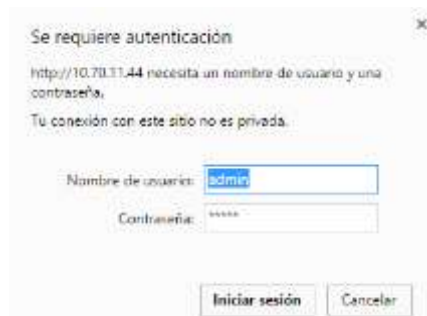 Se requiere autenticación
http://10.70.11.44 necesita un nombre de usuario y una
contraseña.
Tu conexión con este sitio no es privada.
Nombre de usuario: admin
Contraseña: *****
Iniciar sesión Cancelar